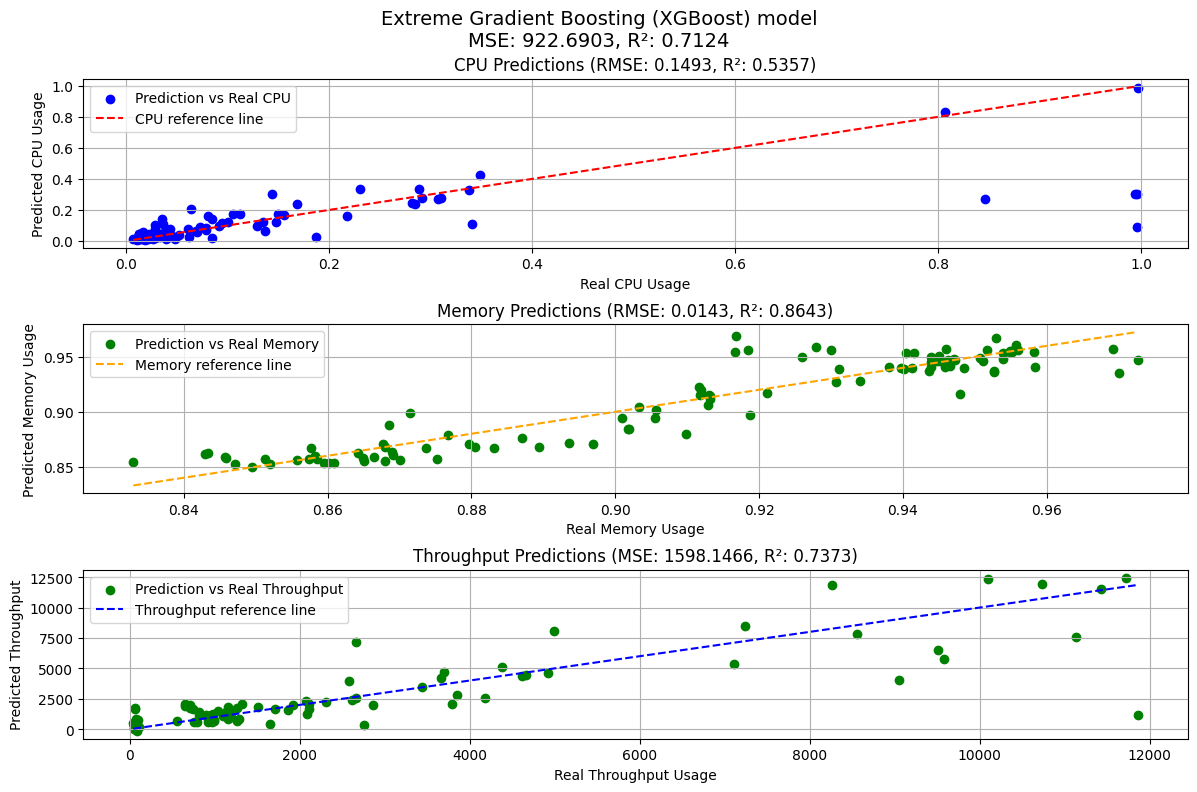 Extreme Gradient Boosting (XGBoost) model
MSE: 922.6903, R²: 0.7124
CPU Predictions (RMSE: 0.1493, R²: 0.5357)
Predicted CPU Usage
1.0
0.8
0.6
0.4
0.2
0.0
Prediction vs Real CPU
CPU reference line
0.0 0.2 0.4 0.6 0.8 1.0
Real CPU Usage
Memory Predictions (RMSE: 0.0143, R²: 0.8643)
Predicted Memory Usage
0.95
0.90
0.85
Prediction vs Real Memory
Memory reference line
0.84 0.86 0.88 0.90 0.92 0.94 0.96
Real Memory Usage
Throughput Predictions (MSE: 1598.1466, R²: 0.7373)
Predicted Throughput
12500
10000
7500
5000
2500
0
Prediction vs Real Throughput
Throughput reference line
0 2000 4000 6000 8000 10000 12000
Real Throughput Usage